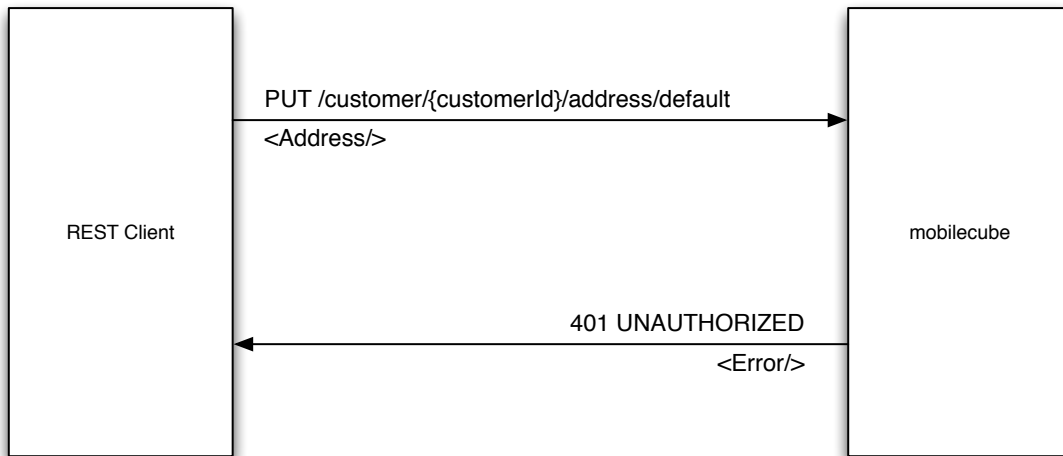 PUT /customer/{customerId}/address/default
<Address/>
REST Client
mobilecube
401 UNAUTHORIZED
<Error/>